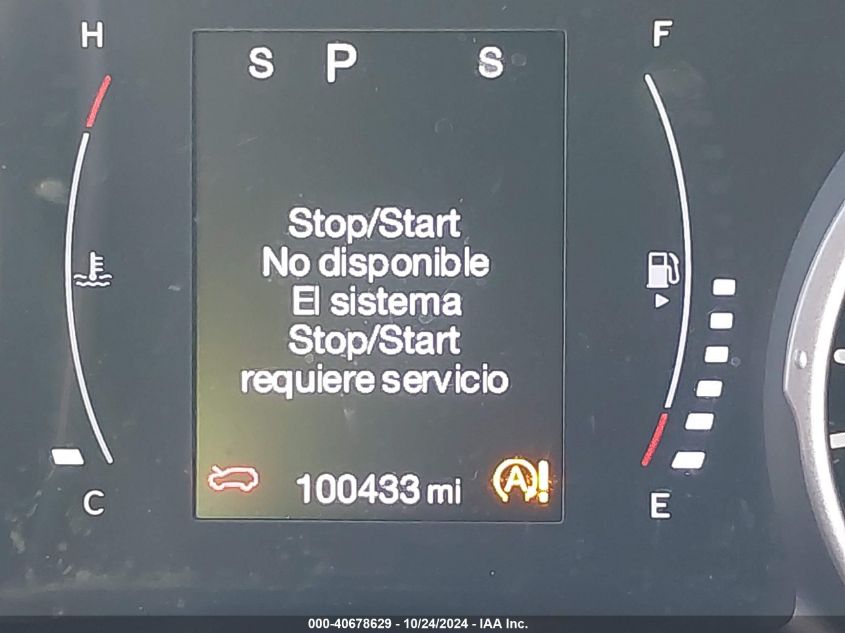 H
F
S P S
Stop/Start
No disponible
El sistema
Stop/Start
requiere servicio
100433 mi
A!
C
E
000-40678629 - 10/24/2024 - IAA Inc.